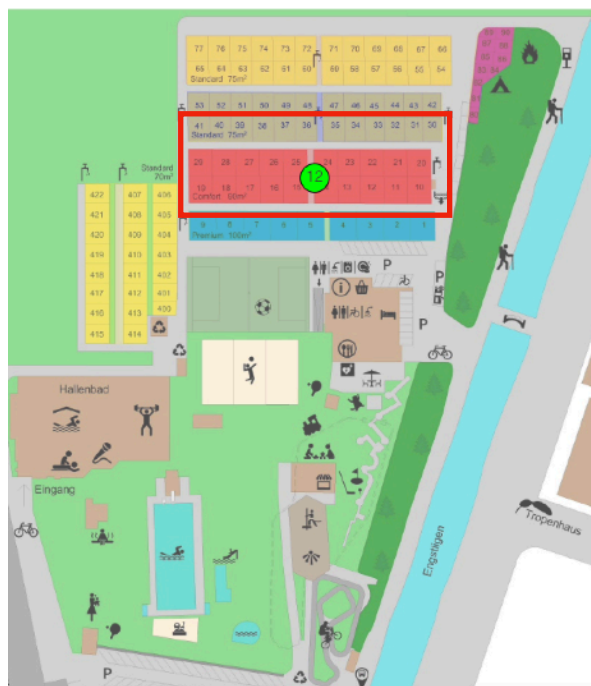 77 76 75 74 73 72 71 70 69 68 67 66
65 64 63 62 61 60 59 58 57 56 55 54
Standard 75m²
53 52 51 50 49 48 47 46 45 44 43 42
41 40 39 38 37 36 35 34 33 32 31 30
Standard 75m²
29 28 27 26 25 24 23 22 21 20
19 18 17 16 15 12 13 12 11 10
Comfort
Standard
70m²
422 407 406
421 408 405
420 409 404
419 410 403
418 411 402
417 412 401
416 413 400
415 414
9 8 7 6 5 4 3 2 1
Premium 100m²
P
P
P
Hallenbad
Eingang
Engstligen
Tropenhaus
P